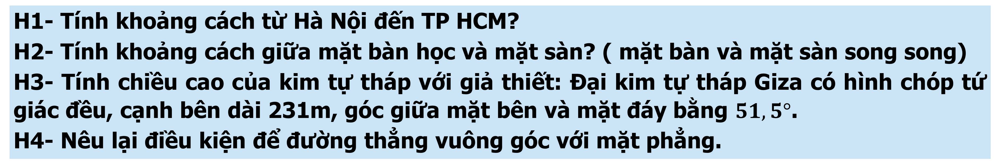 H1- Tính khoảng cách từ Hà Nội đến TP HCM?
H2- Tính khoảng cách giữa mặt bàn học và mặt sàn? ( mặt bàn và mặt sàn song song)
H3- Tính chiều cao của kim tự tháp với giả thiết: Đại kim tự tháp Giza có hình chóp tứ
giác đều, cạnh bên dài 231m, góc giữa mặt bên và mặt đáy bằng 51,5°.
H4- Nêu lại điều kiện để đường thẳng vuông góc với mặt phẳng.